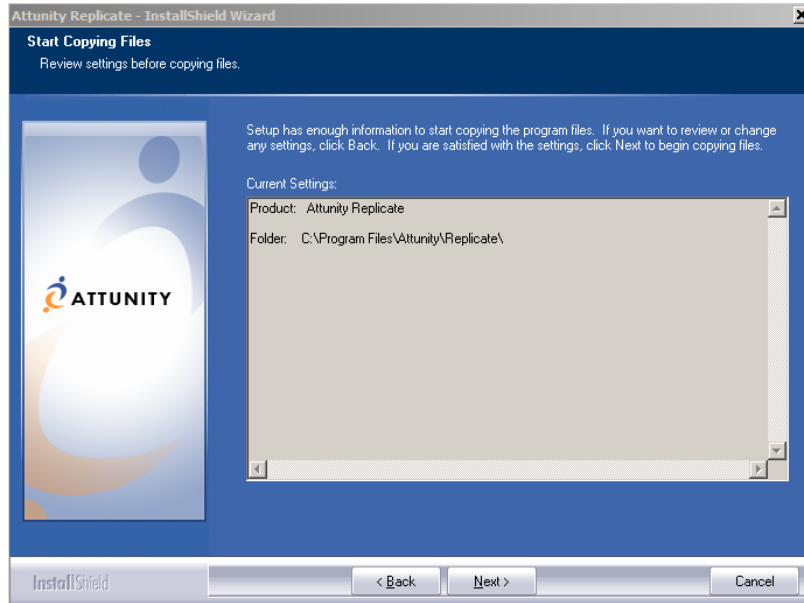 Attunity Replicate - InstallShield Wizard
Start Copying Files
Review settings before copying files.
Setup has enough information to start copying the program files. If you want to review or change
any settings, click Back. If you are satisfied with the settings, click Next to begin copying files.
Current Settings:
Product: Attunity Replicate
Folder: C:\Program Files\Attunity\Replicate\
ATTUNITY
InstallShield
< Back
Next >
Cancel